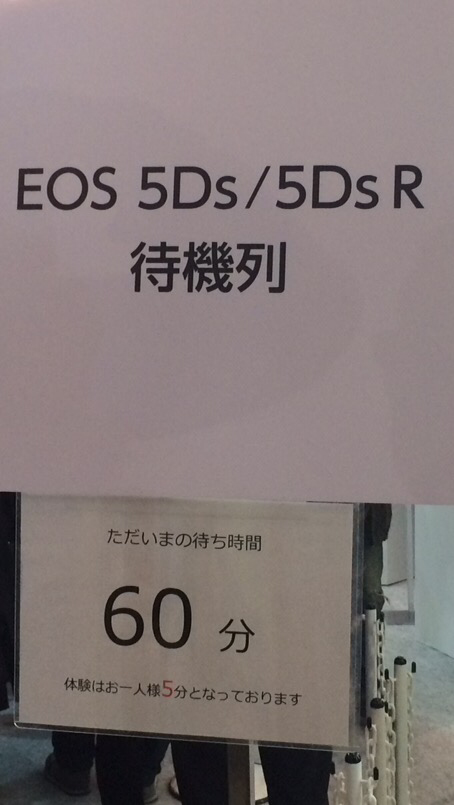 EOS 5Ds/5Ds R
待機列
ただいまの待ち時間
60 分
体験はお一人様5分となっております